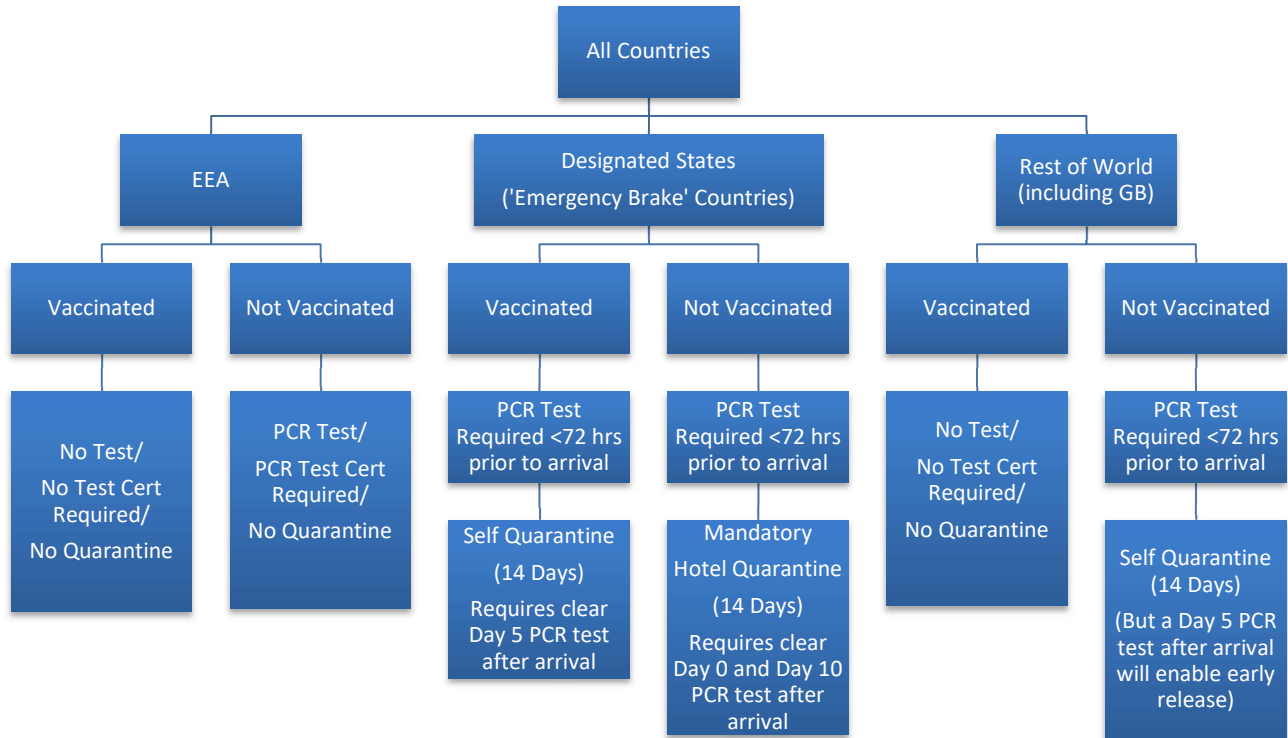 All Countries
EEA
Designated States
('Emergency Brake' Countries)
Rest of World
(including GB)
Vaccinated
Not Vaccinated
Vaccinated
Not Vaccinated
Vaccinated
Not Vaccinated
No Test/
No Test Cert
Required/
No Quarantine
PCR Test/
PCR Test Cert
Required/
No Quarantine
PCR Test
Required <72 hrs
prior to arrival
Self Quarantine
(14 Days)
Requires clear
Day 5 PCR test
after arrival
PCR Test
Required <72 hrs
prior to arrival
Mandatory
Hotel Quarantine
(14 Days)
Requires clear
Day 0 and Day 10
PCR test after
arrival
No Test/
No Test Cert
Required/
No Quarantine
PCR Test
Required <72 hrs
prior to arrival
Self Quarantine
(14 Days)
(But a Day 5 PCR
test after arrival
will enable early
release)